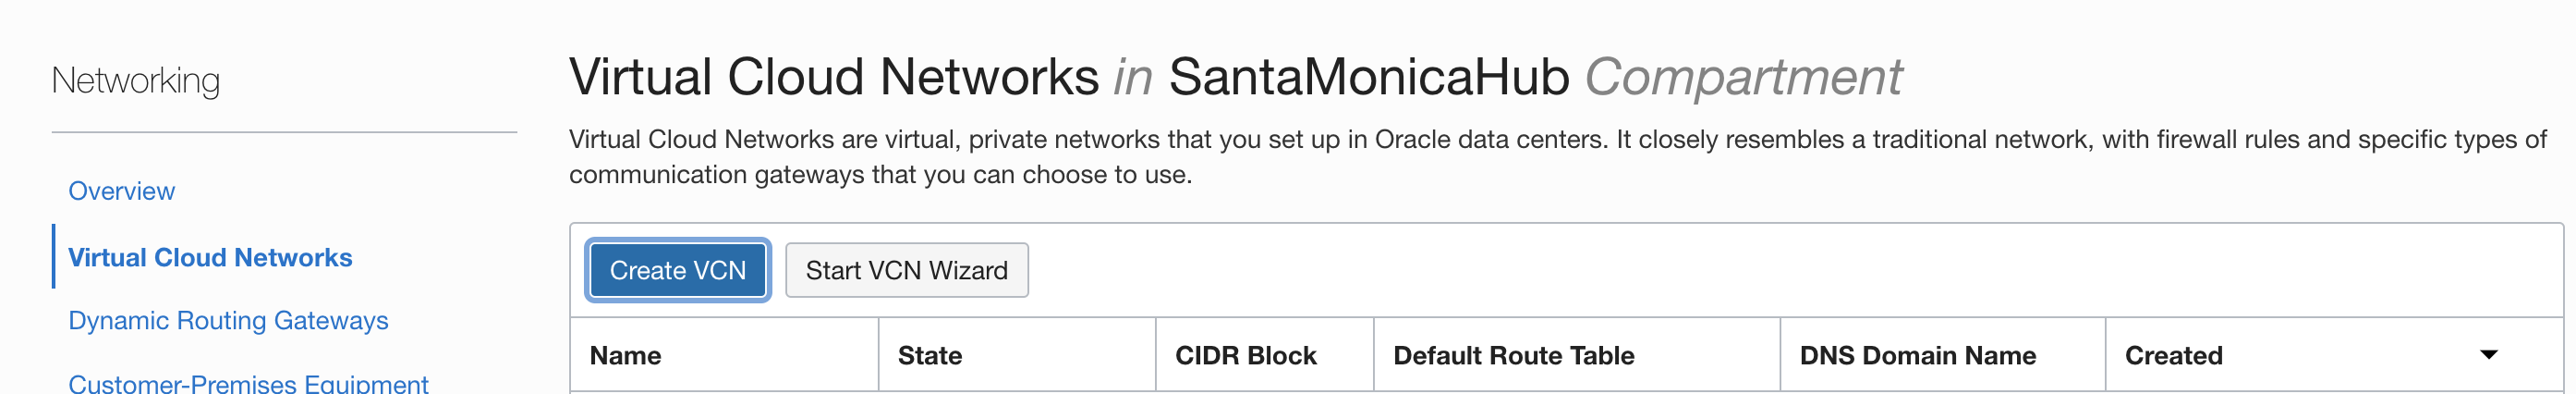 Networking
Overview
Virtual Cloud Networks
Dynamic Routing Gateways
Customer-Premises Equipment
Virtual Cloud Networks in SantaMonicaHub Compartment
Virtual Cloud Networks are virtual, private networks that you set up in Oracle data centers. It closely resembles a traditional network, with firewall rules and specific types of
communication gateways that you can choose to use.
Create VCN Start VCN Wizard
Name State CIDR Block Default Route Table DNS Domain Name Created